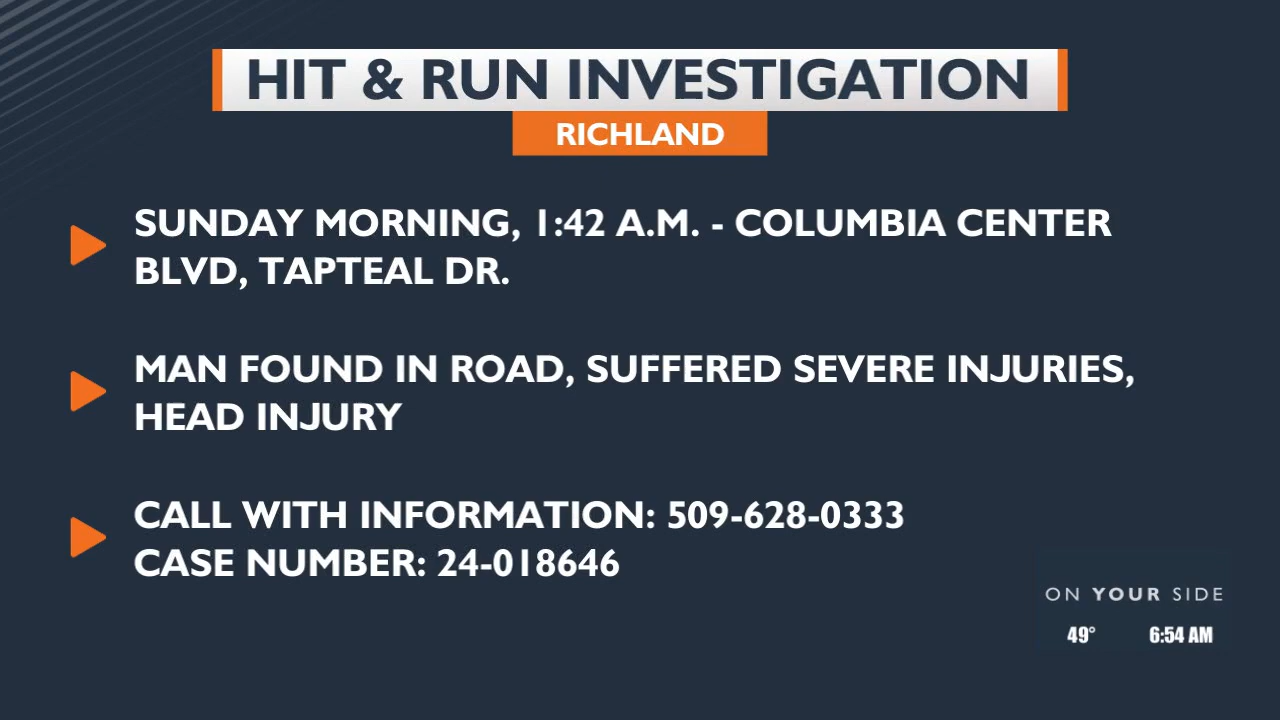 HIT & RUN INVESTIGATION
RICHLAND
SUNDAY MORNING, 1:42 A.M. - COLUMBIA CENTER
BLVD, TAPTEAL DR.
MAN FOUND IN ROAD, SUFFERED SEVERE INJURIES,
HEAD INJURY
CALL WITH INFORMATION: 509-628-0333
CASE NUMBER: 24-018646
ON YOUR SIDE
49° 6:54 AM